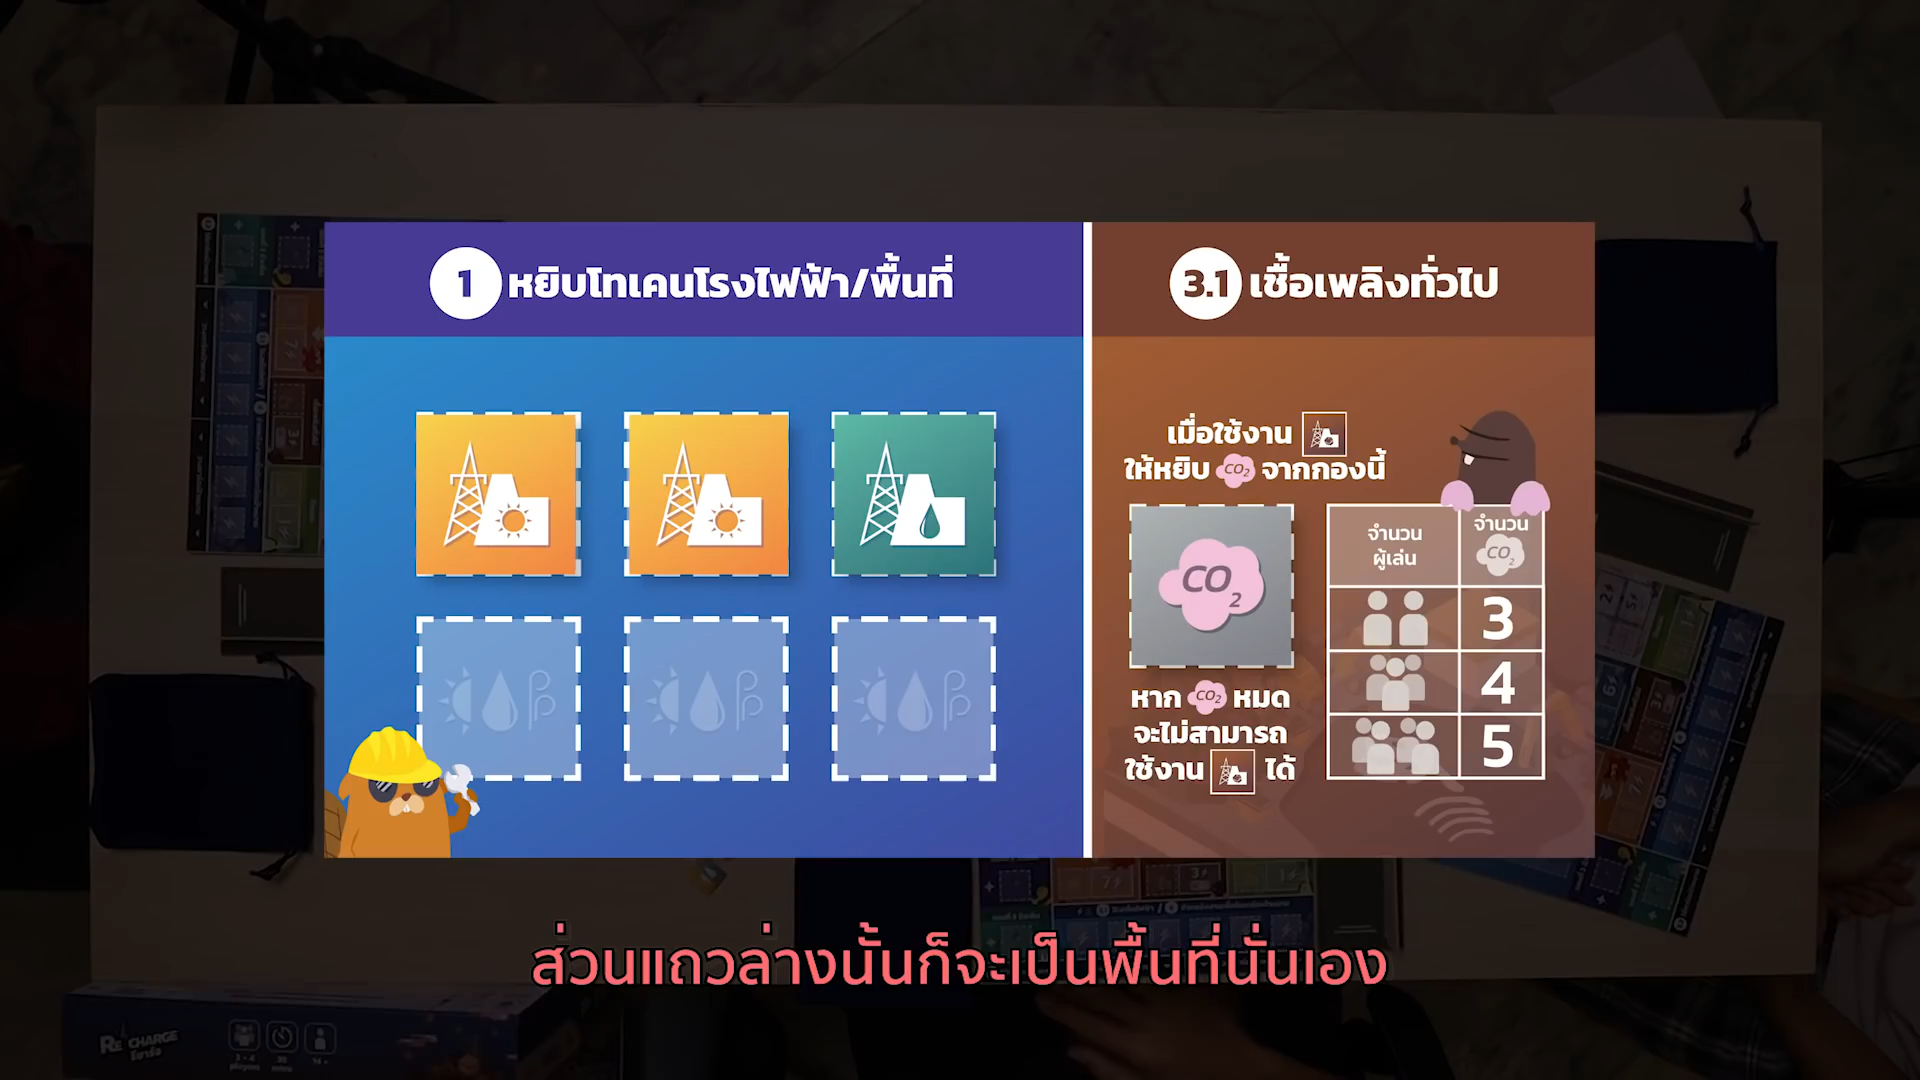 1 หยิบโทเคนโรงไฟฟ้า/พื้นที่
3.1 เชื้อเพลิงทั่วไป
เมื่อใช้งาน
ให้หยิบ CO2 จากกองนี้
CO2
หาก CO2 หมด
จะไม่สามารถ
ใช้งาน ได้
จำนวน
ผู้เล่น
จำนวน
CO2
3
4
5
ส่วนแถวล่างนั้นก็จะเป็นพื้นที่นั่นเอง
RECHARGE